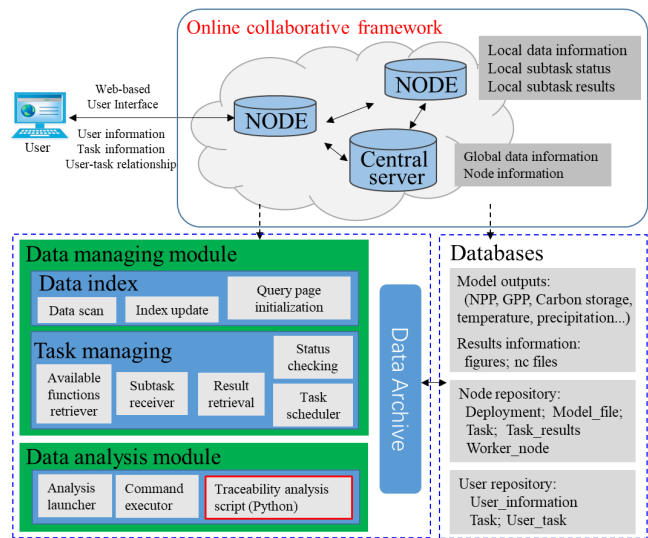 Online collaborative framework
Local data information
Local subtask status
Local subtask results
NODE
NODE
Central
server
Global data information
Node information
Web-based
User Interface
User information
Task information
User-task relationship
User
Data managing module
Data index
Data scan
Index update
Query page
initialization
Task managing
Available
functions
retriever
Subtask
receiver
Result
retrieval
Status
checking
Task
scheduler
Data analysis module
Analysis
launcher
Command
executor
Traceability analysis
script (Python)
Data Archive
Databases
Model outputs:
(NPP, GPP, Carbon storage,
temperature, precipitation...)
Results information:
figures; nc files
Node repository:
Deployment; Model_file;
Task; Task_results
Worker_node
User repository:
User_information
Task; User_task